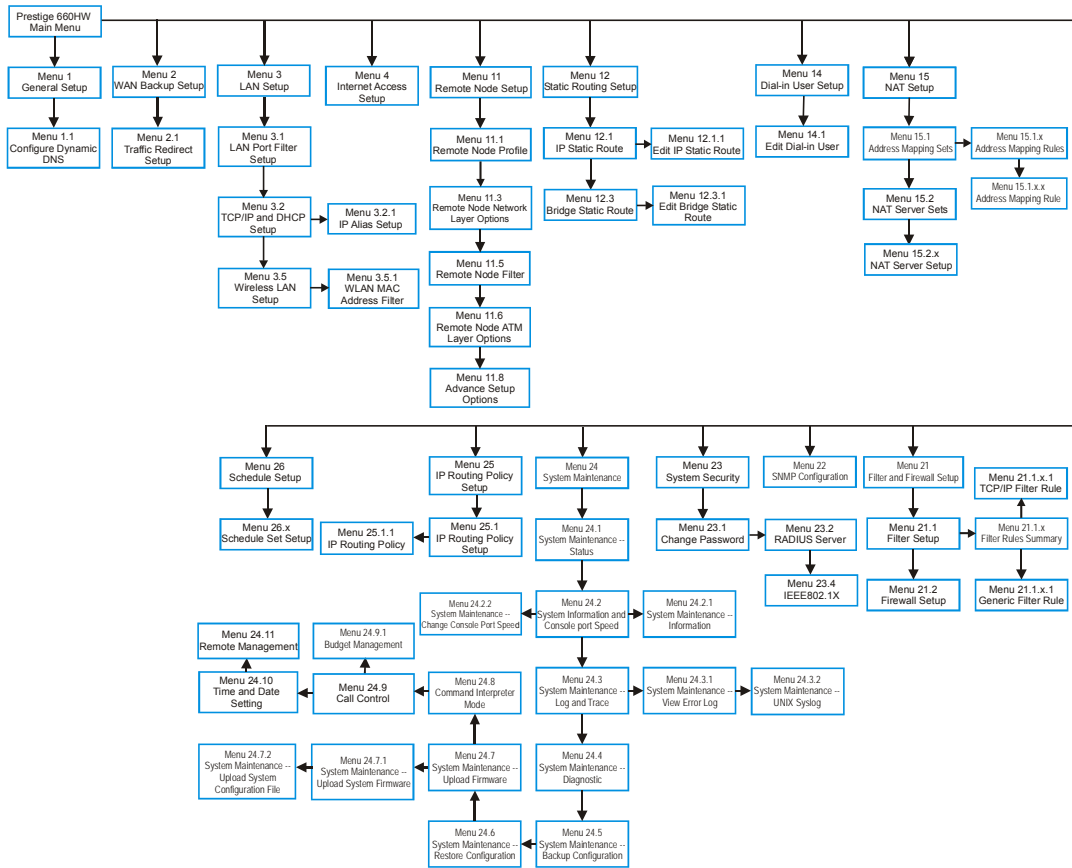 Prestige 660HW
Main Menu
Menu 1
General Setup
Menu 2
WAN Backup Setup
Menu 3
LAN Setup
Menu 4
Internet Access
Setup
Menu 11
Remote Node Setup
Menu 12
Static Routing Setup
Menu 14
Dial-in User Setup
Menu 15
NAT Setup
Menu 1.1
Configure Dynamic
DNS
Menu 2.1
Traffic Redirect
Setup
Menu 3.1
LAN Port Filter
Setup
Menu 11.1
Remote Node Profile
Menu 12.1
IP Static Route
Menu 12.1.1
Edit IP Static Route
Menu 14.1
Edit Dial-in User
Menu 15.1
Address Mapping Sets
Menu 15.1.x
Address Mapping Rules
Menu 3.2
TCP/IP and DHCP
Setup
Menu 3.2.1
IP Alias Setup
Menu 11.3
Remote Node Network
Layer Options
Menu 12.3
Bridge Static Route
Menu 12.3.1
Edit Bridge Static
Route
Menu 15.2
NAT Server Sets
Menu 15.1.x.x
Address Mapping Rule
Menu 3.5
Wireless LAN
Setup
Menu 3.5.1
WLAN MAC
Address Filter
Menu 11.5
Remote Node Filter
Menu 15.2.x
NAT Server Setup
Menu 11.6
Remote Node ATM
Layer Options
Menu 11.8
Advance Setup
Options
Menu 26
Schedule Setup
Menu 25
IP Routing Policy
Setup
Menu 24
System Maintenance
Menu 23
System Security
Menu 22
SNMP Configuration
Menu 21
Filter and Firewall Setup
Menu 21.1.x.1
TCP/IP Filter Rule
Menu 26.x
Schedule Set Setup
Menu 25.1.1
IP Routing Policy
Menu 25.1
IP Routing Policy
Setup
Menu 24.1
System Maintenance --
Status
Menu 23.1
Change Password
Menu 23.2
RADIUS Server
Menu 21.1
Filter Setup
Menu 21.1.x
Filter Rules Summary
Menu 23.4
IEEE802.1X
Menu 21.2
Firewall Setup
Menu 21.1.x.1
Generic Filter Rule
Menu 24.2.2
System Maintenance --
Change Console Port Speed
Menu 24.2
System Information and
Console port Speed
Menu 24.2.1
System Maintenance --
Information
Menu 24.11
Remote Management
Menu 24.9.1
Budget Management
Menu 24.10
Time and Date
Setting
Menu 24.9
Call Control
Menu 24.8
Command Interpreter
Mode
Menu 24.3
System Maintenance --
Log and Trace
Menu 24.3.1
System Maintenance --
View Error Log
Menu 24.3.2
System Maintenance --
UNIX Syslog
Menu 24.7.2
System Maintenance --
Upload System
Configuration File
Menu 24.7.1
System Maintenance --
Upload System Firmware
Menu 24.7
System Maintenance --
Upload Firmware
Menu 24.4
System Maintenance --
Diagnostic
Menu 24.6
System Maintenance --
Restore Configuration
Menu 24.5
System Maintenance --
Backup Configuration